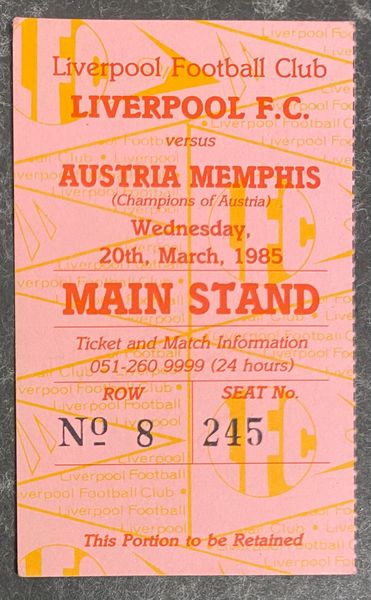 Liverpool Football Club
LIVERPOOL F.C.
versus
AUSTRIA MEMPHIS
(Champions of Austria)
Wednesday,
20th, March, 1985
MAIN STAND
Ticket and Match Information
051-260 9999 (24 hours)
ROW SEAT No.
Nº 8 245
This Portion to be Retained